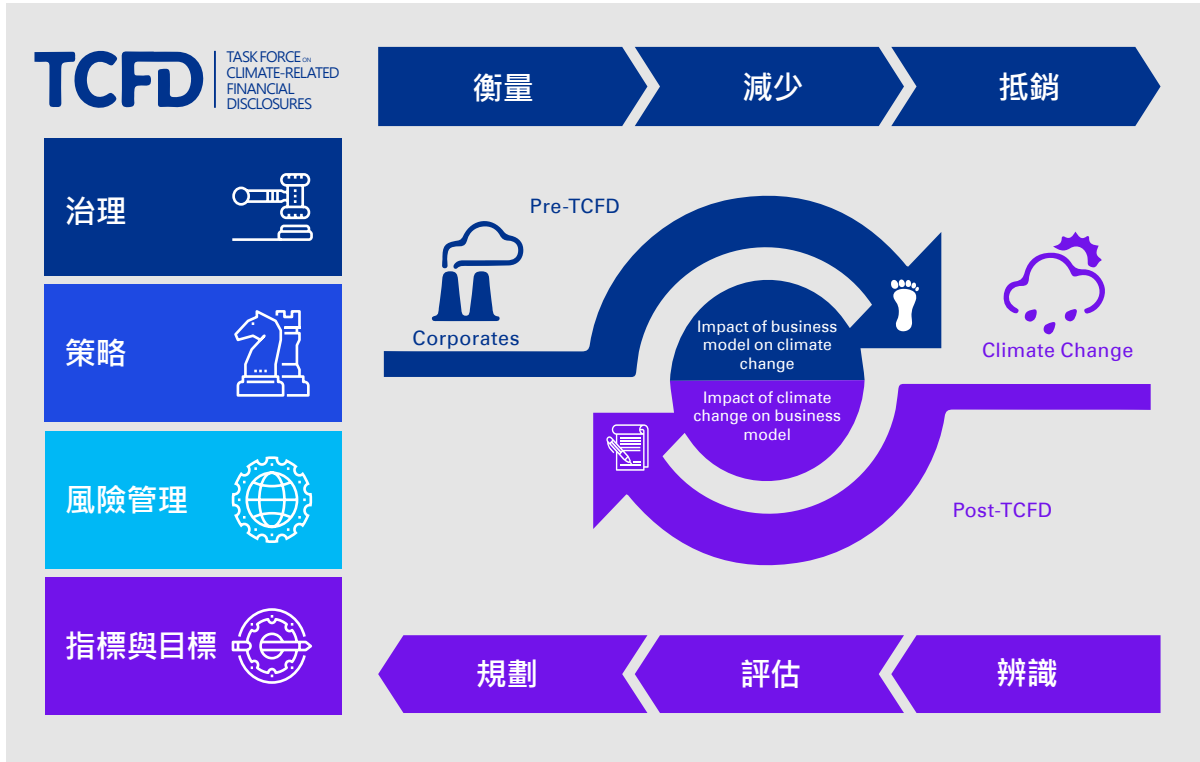 TCFD
TASK FORCE ON
CLIMATE-RELATED
FINANCIAL
DISCLOSURES
衡量
減少
抵銷
治理
策略
風險管理
指標與目標
Pre-TCFD
Corporates
Impact of business
model on climate
change
Impact of climate
change on business
model
Climate Change
Post-TCFD
規劃
評估
辨識